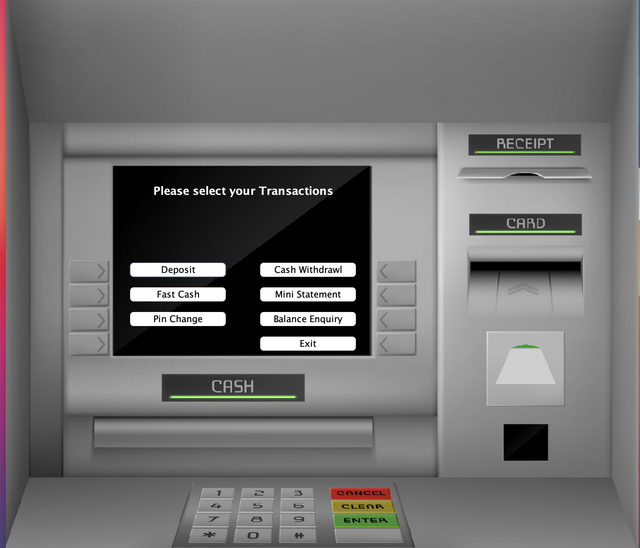 RECEIPT
Please select your Transactions
CARD
Deposit Cash Withdrawl
Fast Cash Mini Statement
Pin Change Balance Enquiry
Exit
CASH
1 2 3 CANCEL
4 5 6 CLEAR
7 8 9 ENTER
* 0 #